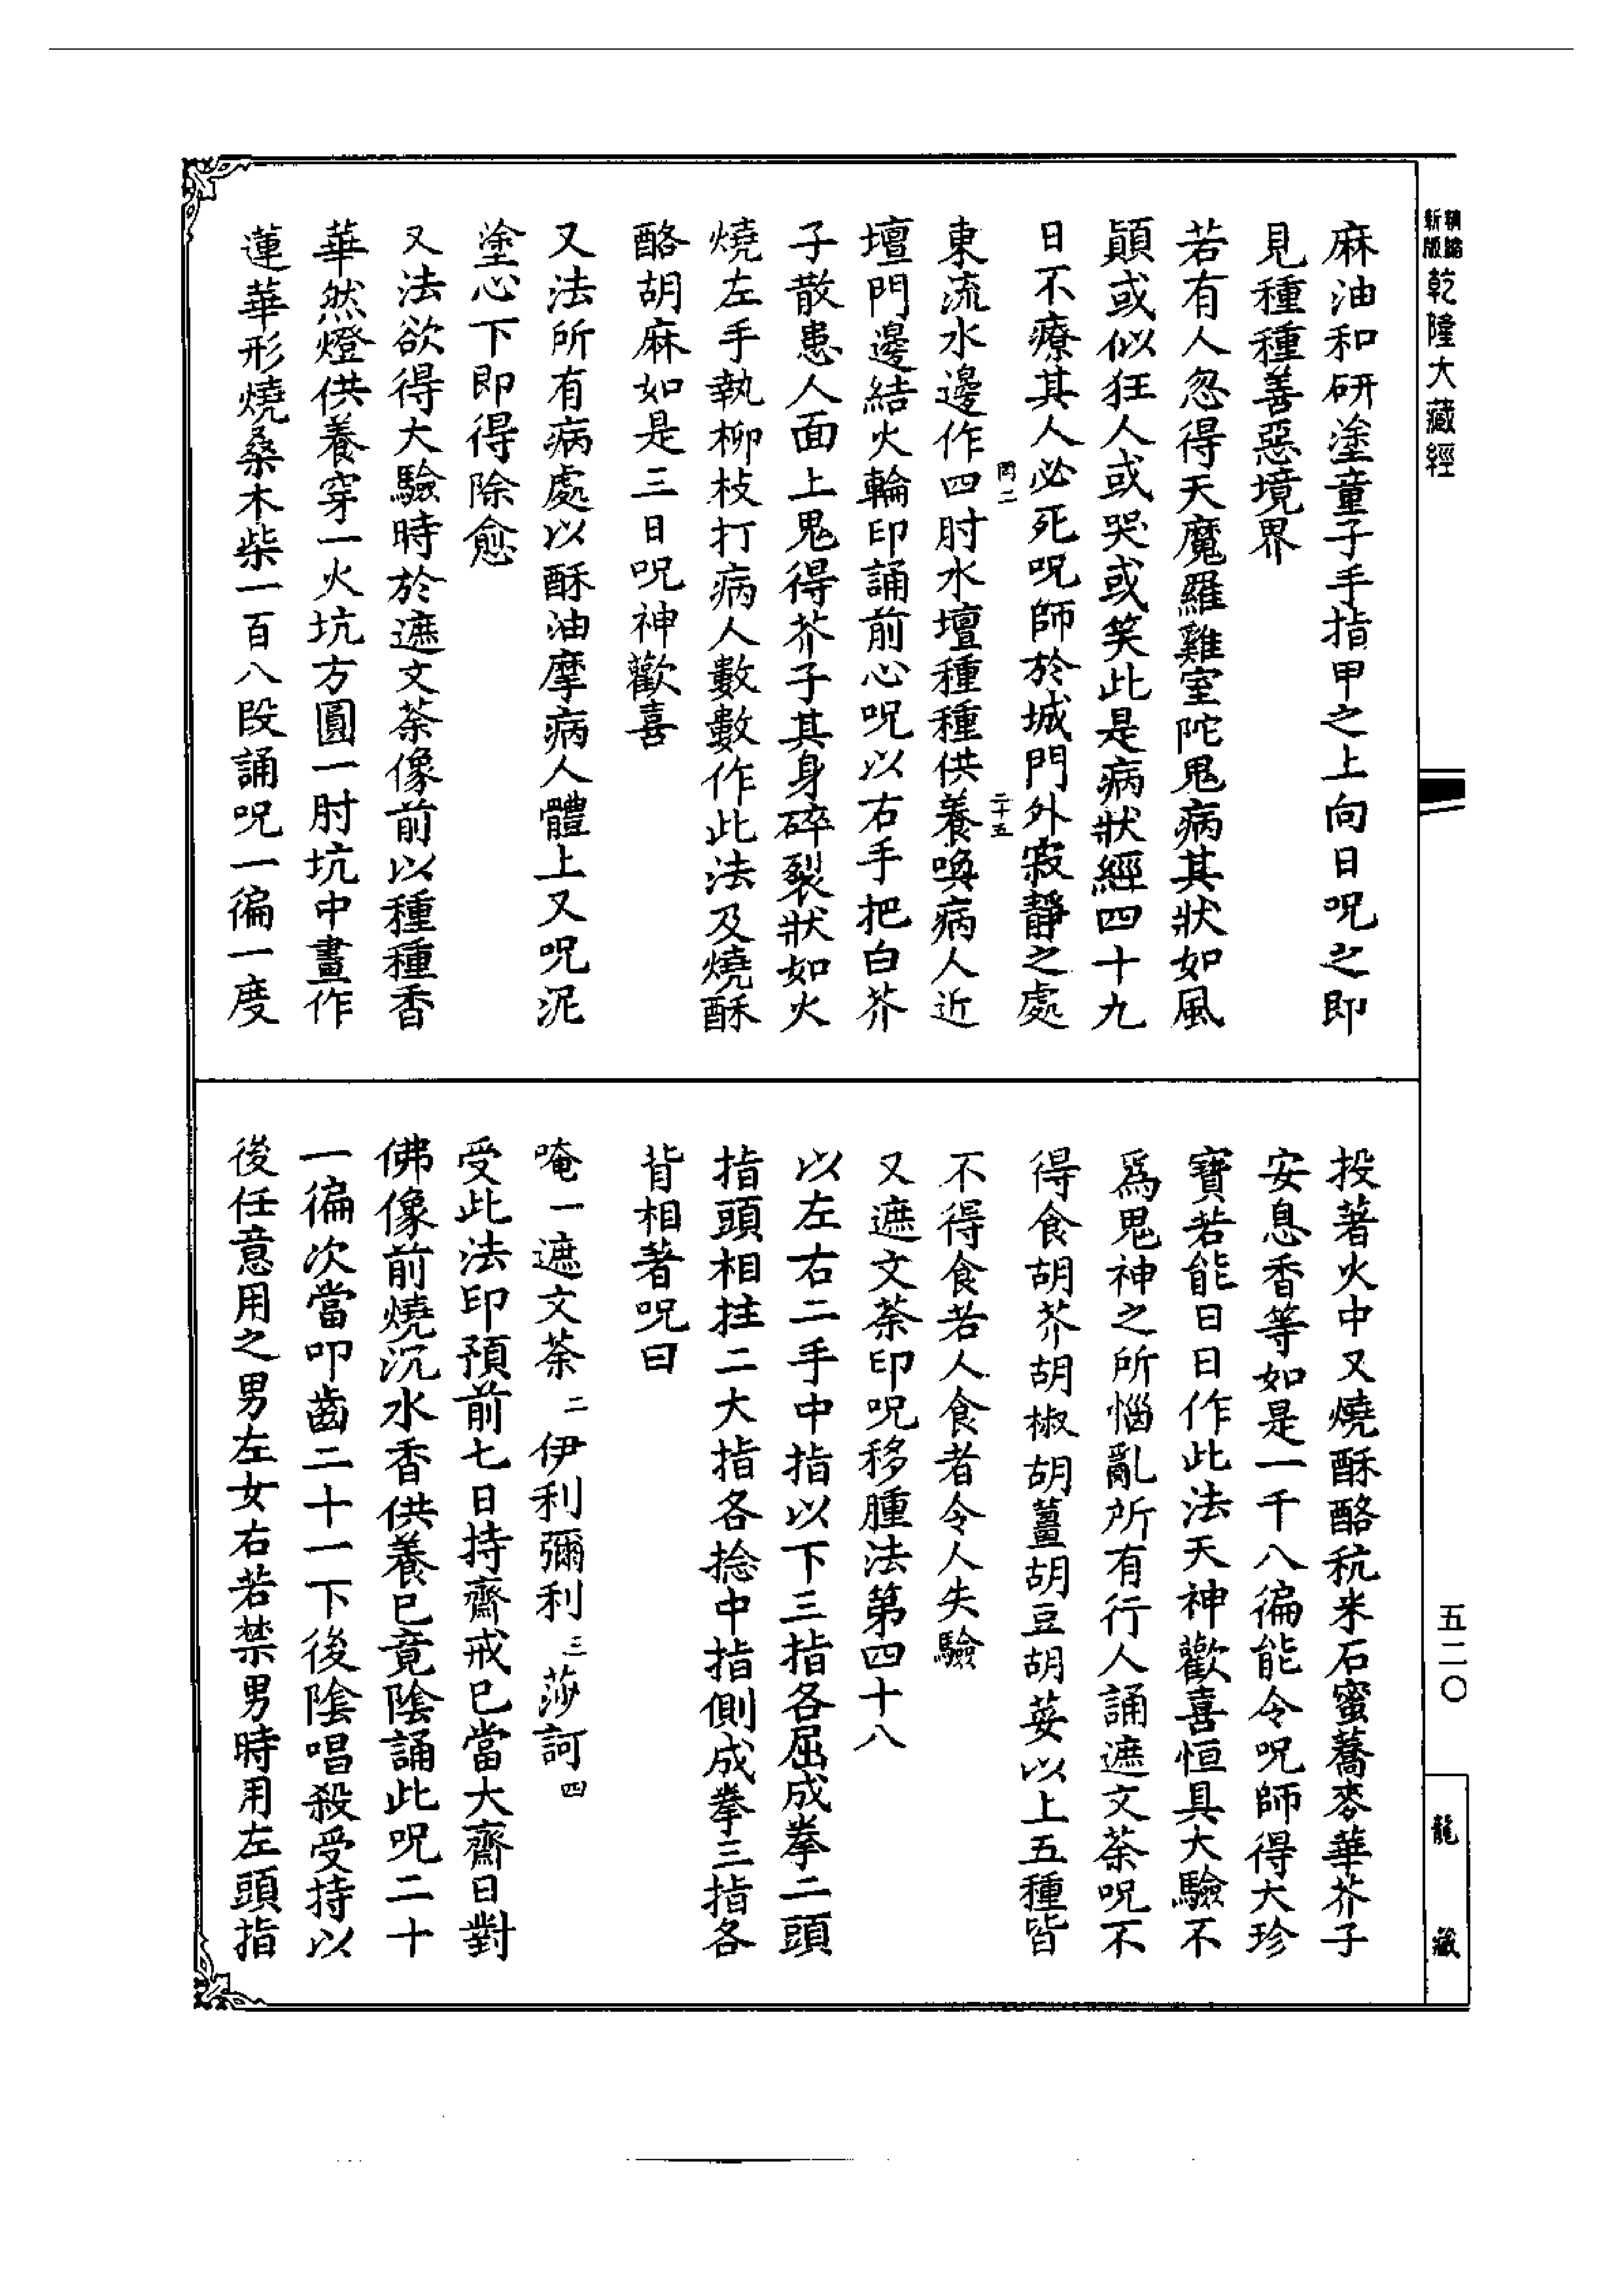 精縮新版乾隆大藏經
五二〇
龍藏
麻油和研塗童子手指甲之上向日呪之即
見種種善惡境界
若有人忽得天魔羅雞室陀鬼病其狀如風
顛或似狂人或哭或笑此是病狀經四十九
日不療其人必死呪師於城門外寂靜之處
岡二
二十五
東流水邊作四肘水壇種種供養喚病人近
壇門邊結火輪印誦前心呪以右手把白芥
子散患人面上鬼得芥子其身碎裂狀如火
燒左手執柳枝打病人數數作此法及燒酥
酪胡麻如是三日呪神歡喜
又法所有病處以酥油摩病人體上又呪泥
塗心下即得除愈
又法欲得大驗時於遮文荼像前以種種香
華然燈供養穿一火坑方圓一肘坑中畫作
蓮華形燒桑木柴一百八段誦呪一徧一度
投著火中又燒酥酪秔米石蜜蕎麥華芥子
安息香等如是一千八徧能令呪師得大珍
寶若能日日作此法天神歡喜恒具大驗不
爲鬼神之所惱亂所有行人誦遮文荼呪不
得食胡芥胡椒胡薑胡豆胡荽以上五種皆
不得食若人食者令人失驗
又遮文荼印呪移腫法第四十八
以左右二手中指以下三指各屈成拳二頭
指頭相拄二大指各捻中指側成拳三指各
背相著呪曰
唵一遮文荼二伊利彌利三莎訶四
受此法印預前七日持齋戒已當大齋日對
佛像前燒沉水香供養已竟陰誦此呪二十
一徧次當叩齒二十一下後陰唱殺受持以
後任意用之男左女右若禁男時用左頭指